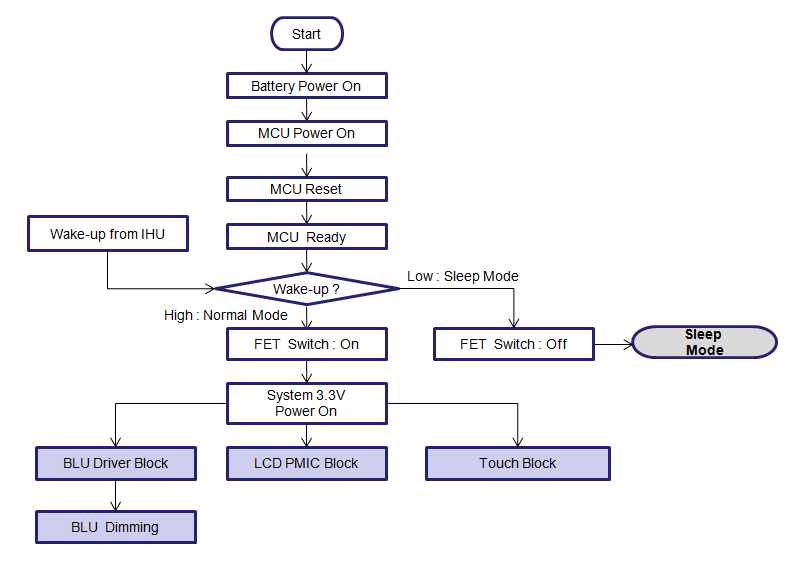 Start
Battery Power On
MCU Power On
MCU Reset
MCU Ready
Wake-up from IHU
Wake-up ?
Low : Sleep Mode
High : Normal Mode
FET Switch : On
FET Switch : Off
Sleep
Mode
System 3.3V
Power On
BLU Driver Block
LCD PMIC Block
Touch Block
BLU Dimming